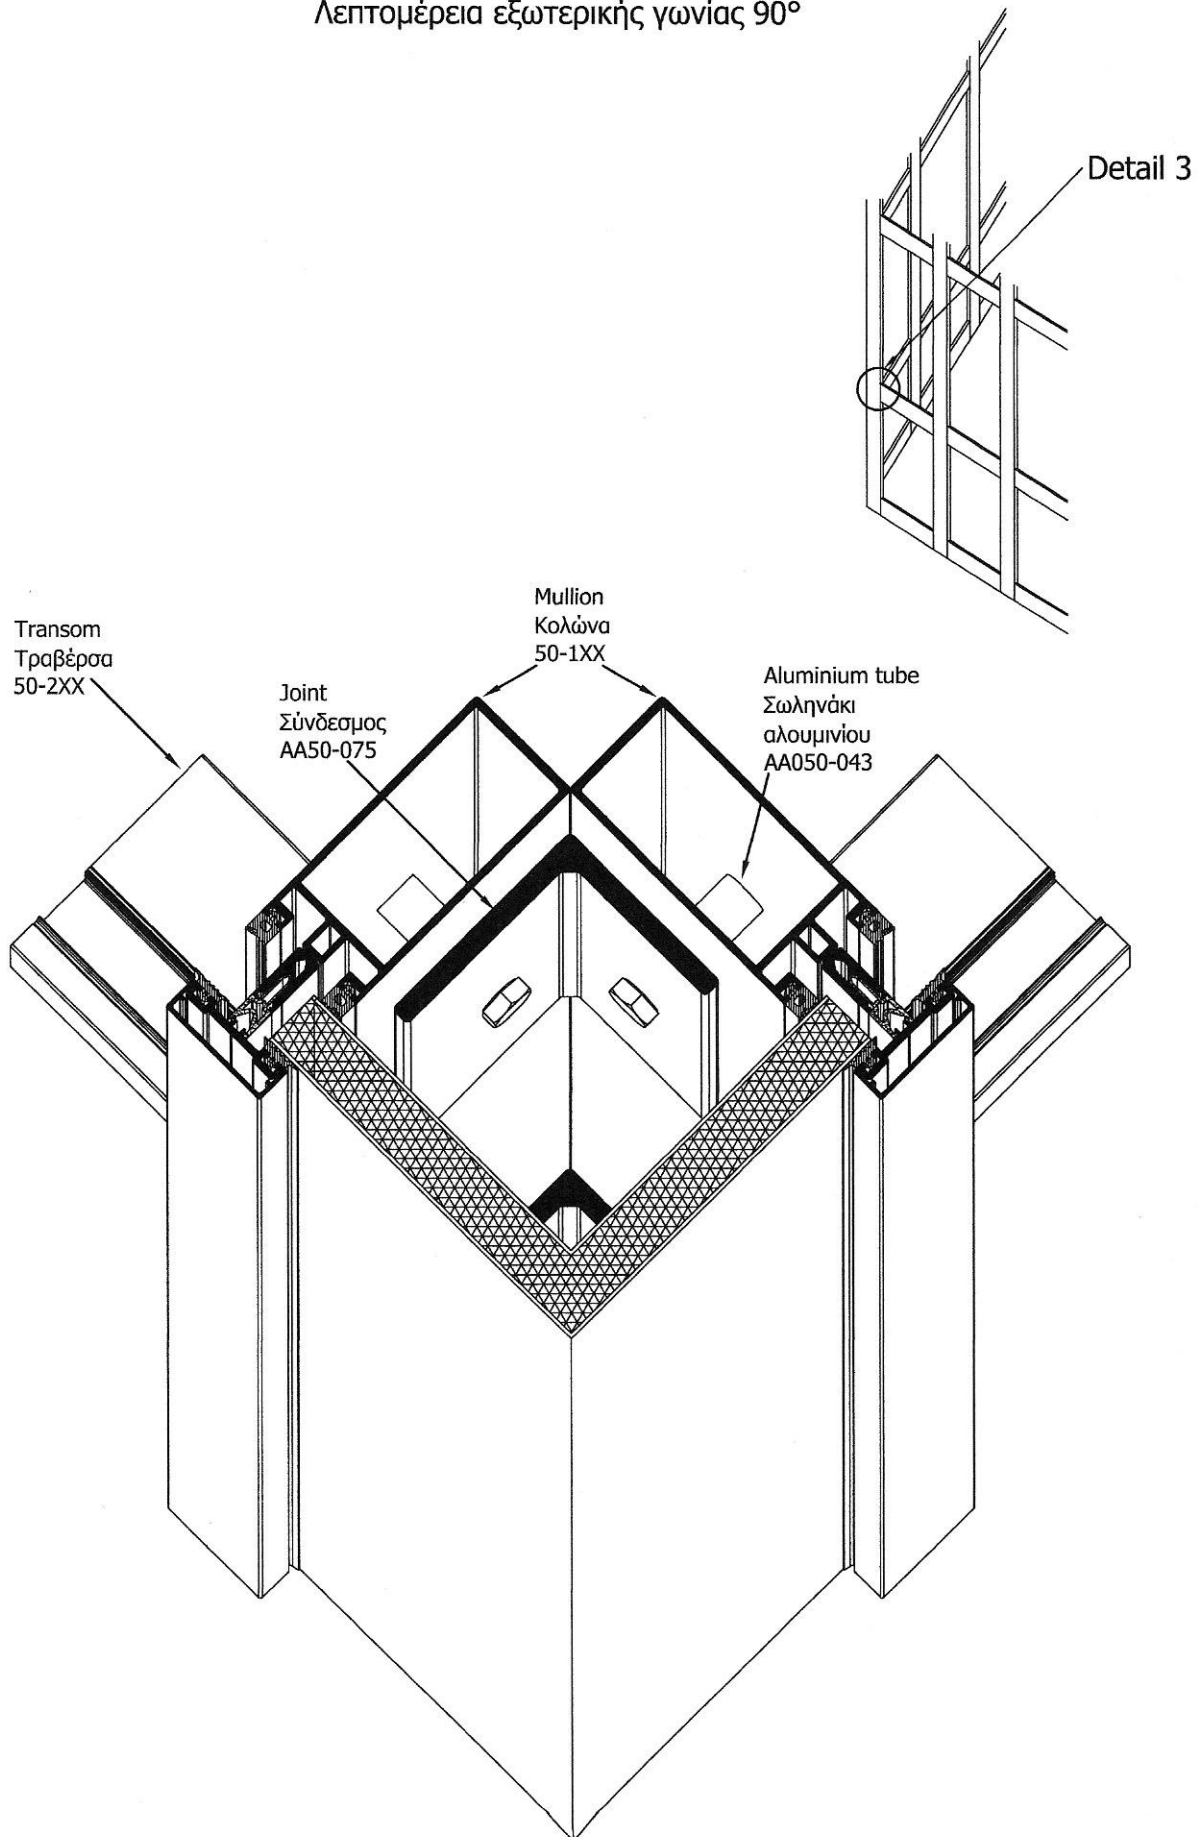 Λεπτομέρεια εξωτερικής γωνίας 90°
Detail 3
Mullion
Κολώνα
50-1XX
Transom
Τραβέρσα
50-2XX
Joint
Σύνδεσμος
AA50-075
Aluminium tube
Σωληνάκι
αλουμινίου
AA050-043